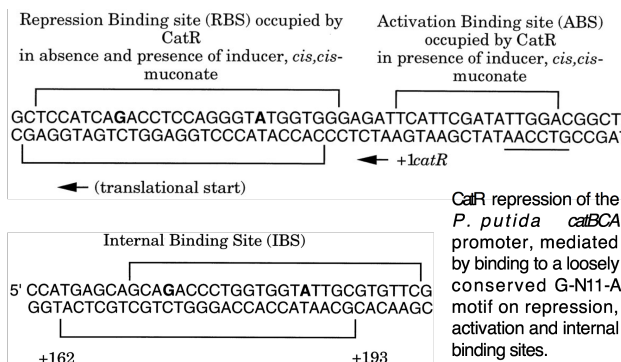 Repression Binding site (RBS) occupied by
CatR
in absence and presence of inducer, cis,cis-
muconate
Activation Binding site (ABS)
occupied by CatR
in presence of inducer, cis,cis-
muconate
GCTCCATCAGACCTCCAGGGTATGGTGGGAGATTCATTCGATATTGGACGGCT
CGAGGTAGTCTGGAGGTCCCATACCACCCTCTAAGTAAGCTATAACCTGCCGAT
+1catR
(translational start)
CatR repression of the
P. putida catBCA
promoter, mediated
by binding to a loosely
conserved G-N11-A
motif on repression,
activation and internal
binding sites.
Internal Binding Site (IBS)
5' CCATGAGCAGCAGACCCTGGTGGTATTGCGTGTTCG
GGTACTCGTCGTCTGGGACCACCATAACGCACAAGC
+162 +193